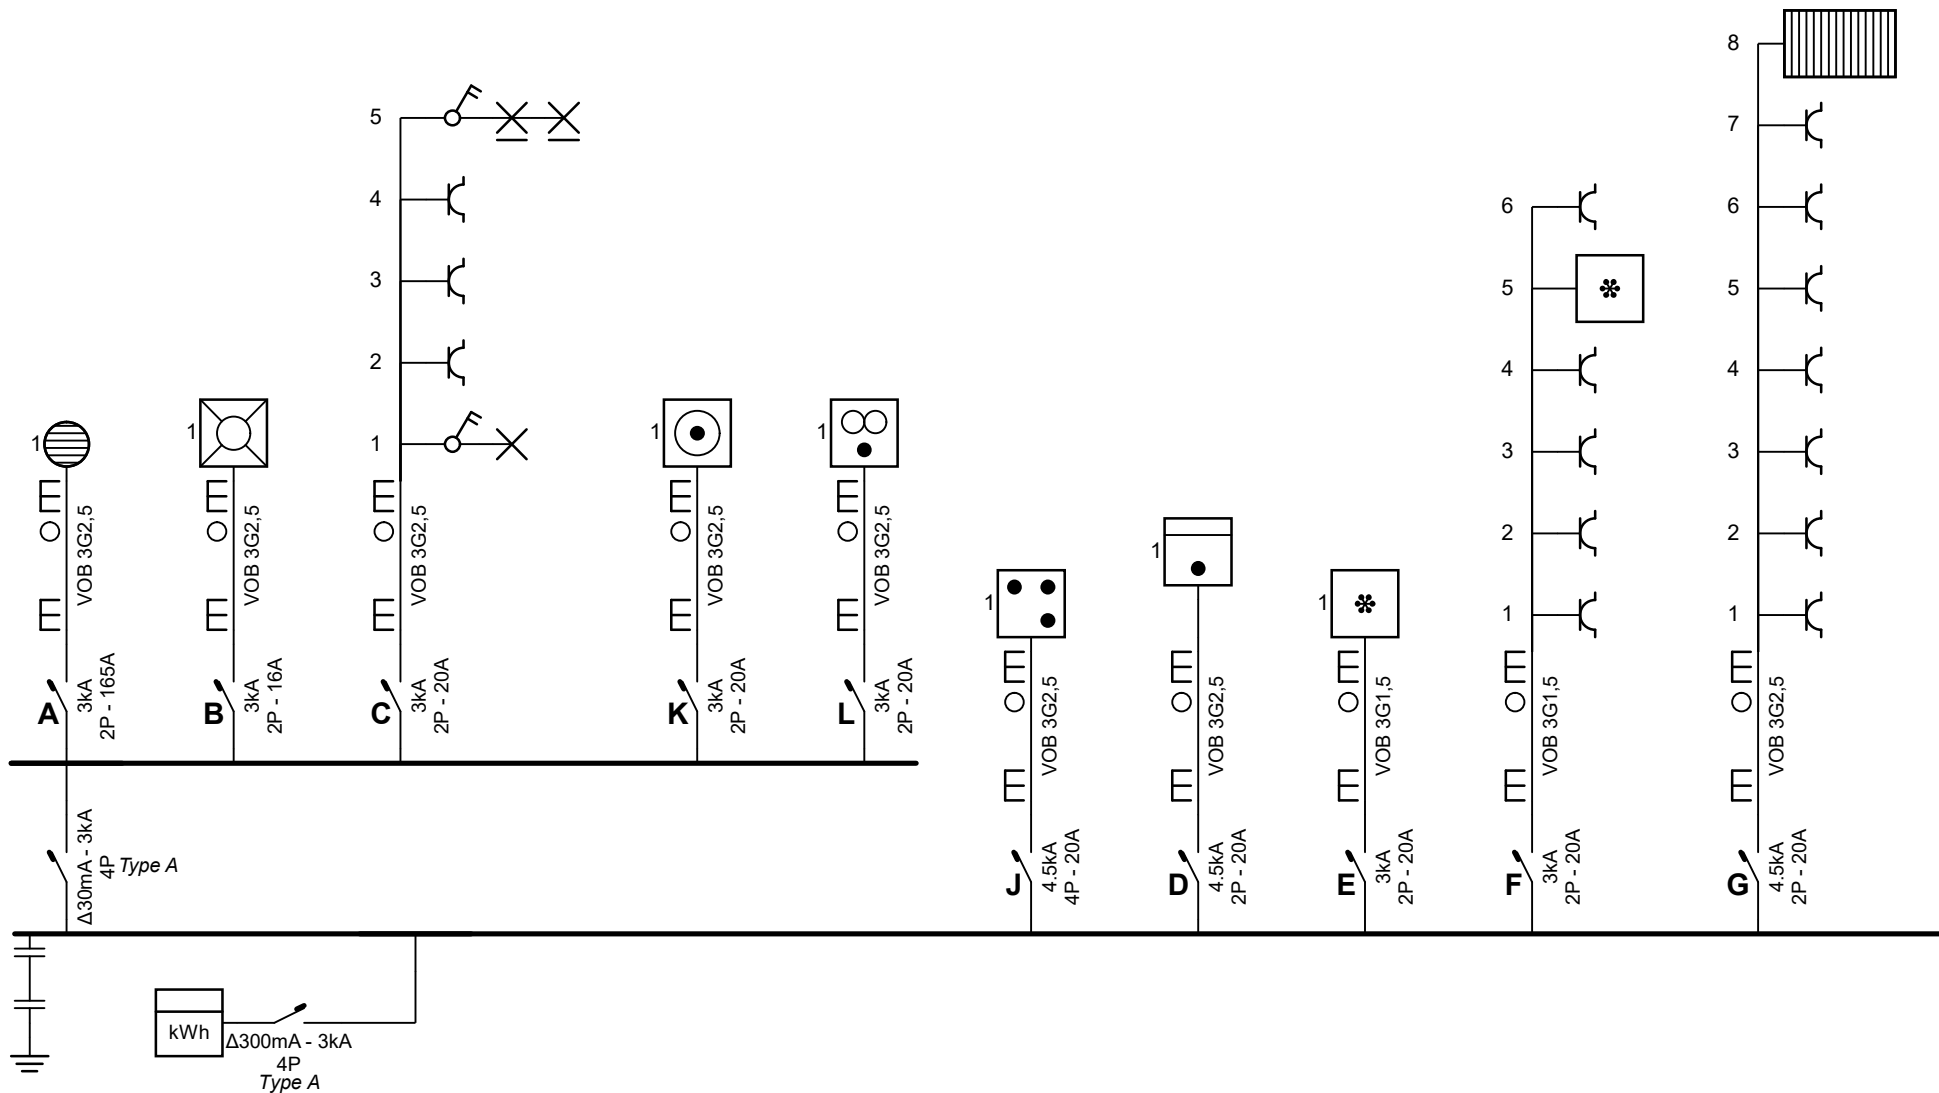 8
7
6
5
4
3
2
1
VOB 3G2,5
4.5kA
2P - 20A
G
6
5
4
3
2
1
VOB 3G1,5
3kA
2P - 20A
F
5
4
3
2
1
VOB 3G2,5
3kA
2P - 20A
C
1
VOB 3G2,5
3kA
2P - 165A
A
1
VOB 3G2,5
3kA
2P - 16A
B
1
VOB 3G2,5
3kA
2P - 20A
K
1
VOB 3G2,5
3kA
2P - 20A
L
1
VOB 3G2,5
4.5kA
4P - 20A
J
1
VOB 3G2,5
4.5kA
2P - 20A
D
1
VOB 3G1,5
3kA
2P - 20A
E
Δ30mA - 3kA
4P
Type A
kWh
Δ300mA - 3kA
4P
Type A